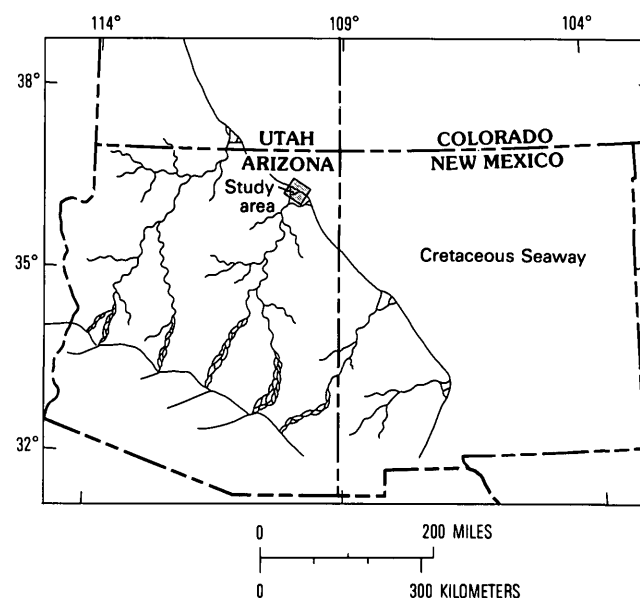 114° 109° 104°
38°
UTAH COLORADO
ARIZONA NEW MEXICO
Study
area
35° Cretaceous Seaway
32°
0 200 MILES
0 300 KILOMETERS